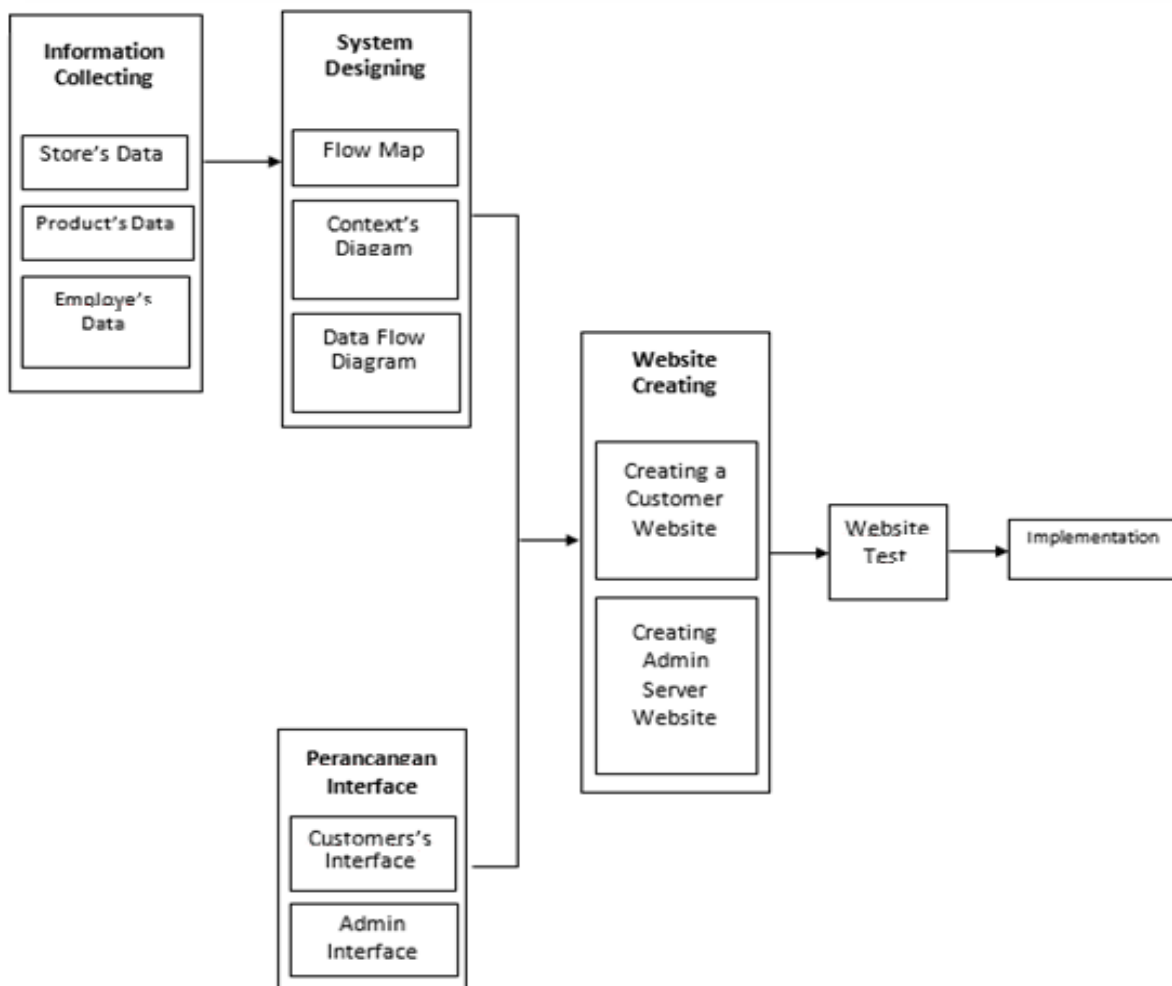 Information
Collecting
Store's Data
Product's Data
Employe's
Data
System
Designing
Flow Map
Context's
Diagam
Data Flow
Diagram
Perancangan
Interface
Customers's
Interface
Admin
Interface
Website
Creating
Creating a
Customer
Website
Creating
Admin
Server
Website
Website
Test
Implementation